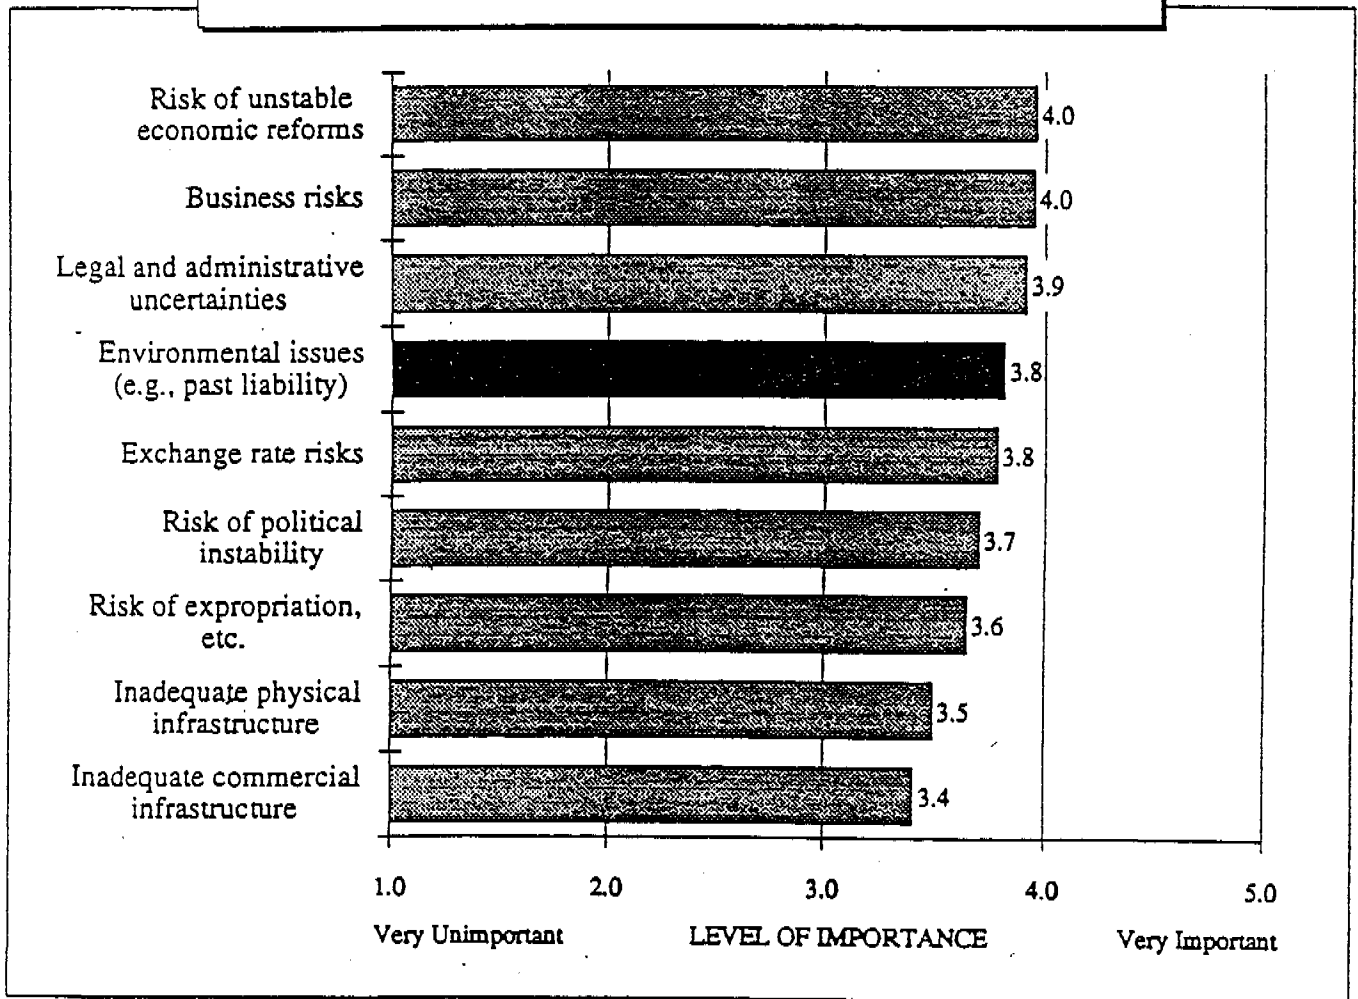 Risk of unstable
economic reforms
4.0
Business risks
4.0
Legal and administrative
uncertainties
3.9
Environmental issues
(e.g., past liability)
3.8
Exchange rate risks
3.8
Risk of political
instability
3.7
Risk of expropriation,
etc.
3.6
Inadequate physical
infrastructure
3.5
Inadequate commercial
infrastructure
3.4
1.0 2.0 3.0 4.0 5.0
Very Unimportant LEVEL OF IMPORTANCE Very Important